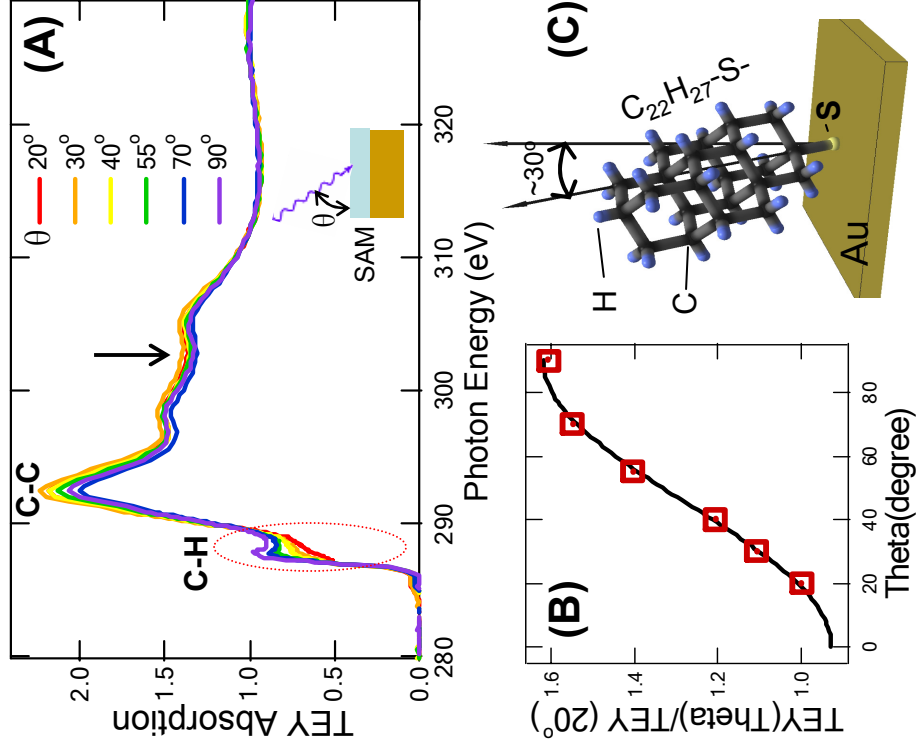 (A)
TEY Absorption
2.0
1.5
1.0
0.5
0.0
280
290
300
310
320
Photon Energy (eV)
C-C
C-H
θ
20°
30°
40°
55°
70°
90°
SAM
θ
(B)
TEY(Theta)/TEY (20°)
1.6
1.4
1.2
1.0
0
20
40
60
80
Theta(degree)
(C)
~30°
C₂₂H₂₇-S-
H
C
-S
Au